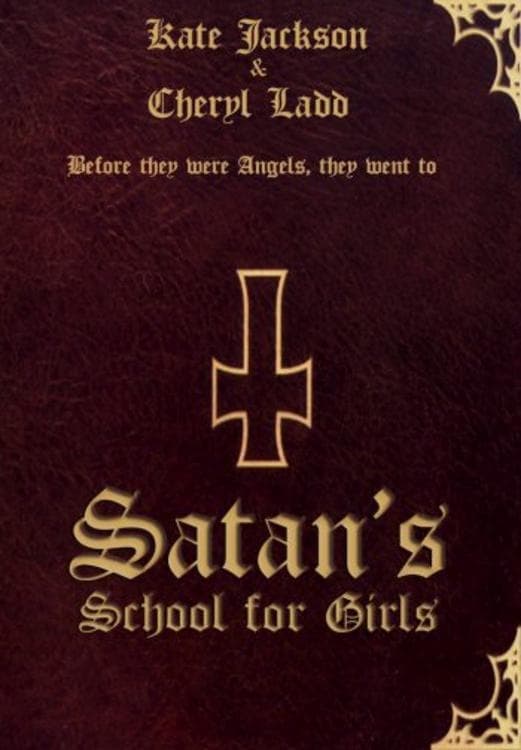 Kate Jackson
&
Cheryl Ladd
Before they were Angels, they went to
Satan's
School for Girls